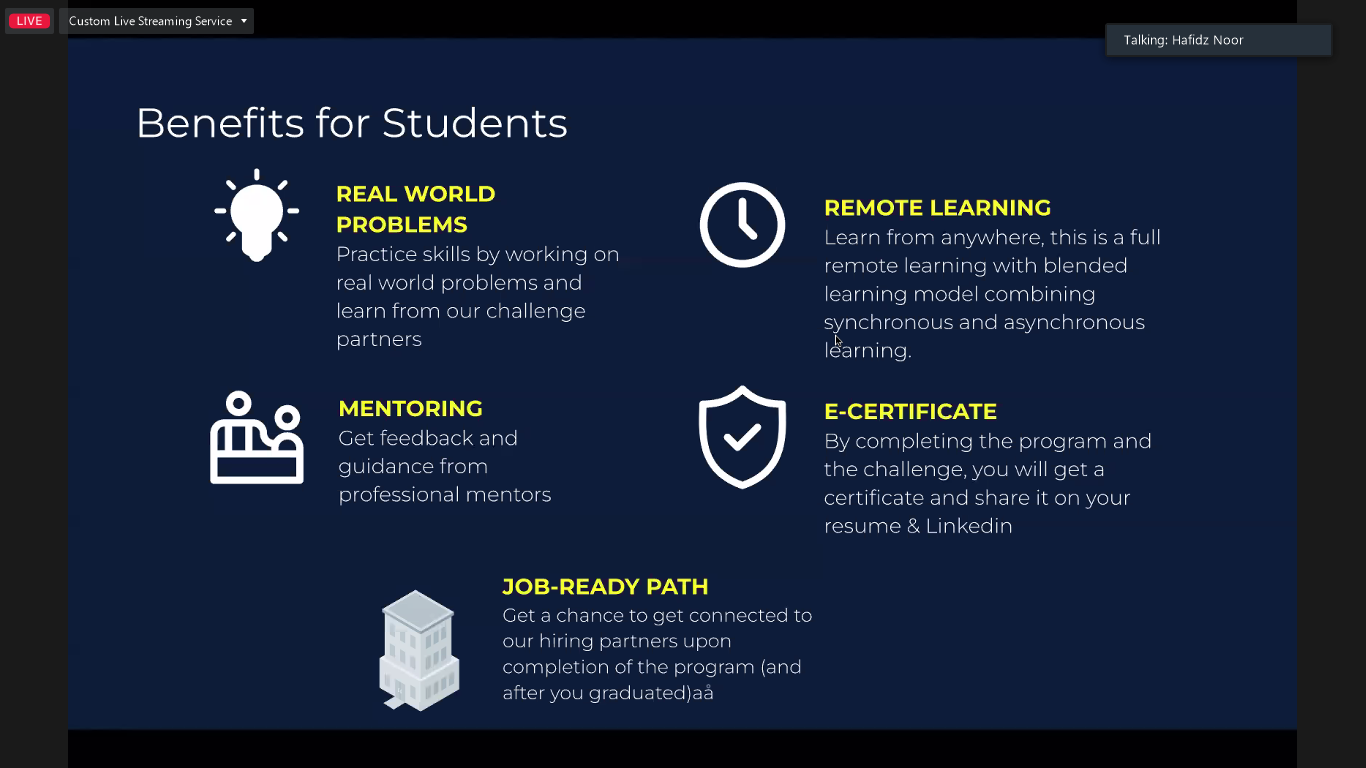 LIVE
Custom Live Streaming Service
Talking: Hafidz Noor
Benefits for Students
REAL WORLD
PROBLEMS
Practice skills by working on
real world problems and
learn from our challenge
partners
REMOTE LEARNING
Learn from anywhere, this is a full
remote learning with blended
learning model combining
synchronous and asynchronous
learning.
MENTORING
Get feedback and
guidance from
professional mentors
E-CERTIFICATE
By completing the program and
the challenge, you will get a
certificate and share it on your
resume & Linkedin
JOB-READY PATH
Get a chance to get connected to
our hiring partners upon
completion of the program (and
after you graduated)aå